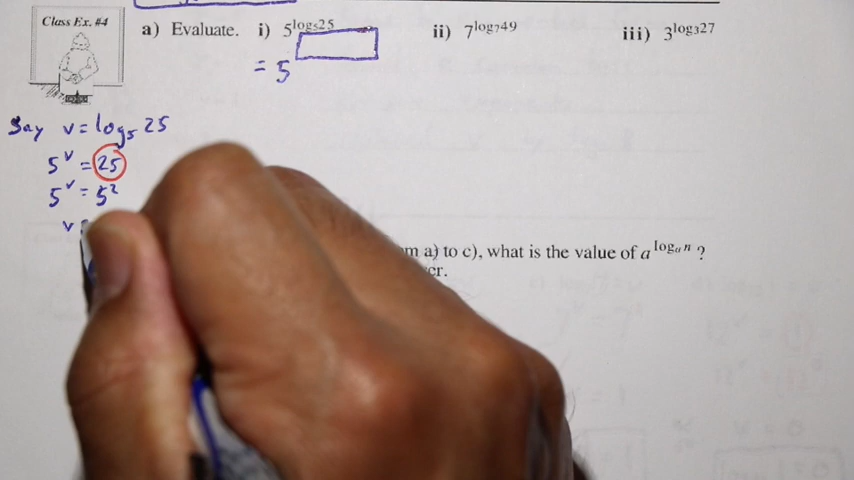 Class Ex. #4
a) Evaluate. i) 5^log₅25 ii) 7^log₇49 iii) 3^log₃27
= 5
Say v = log₅ 25
5^v = 25
5^v = 5²
v =
a) to c), what is the value of a^logₐn ?